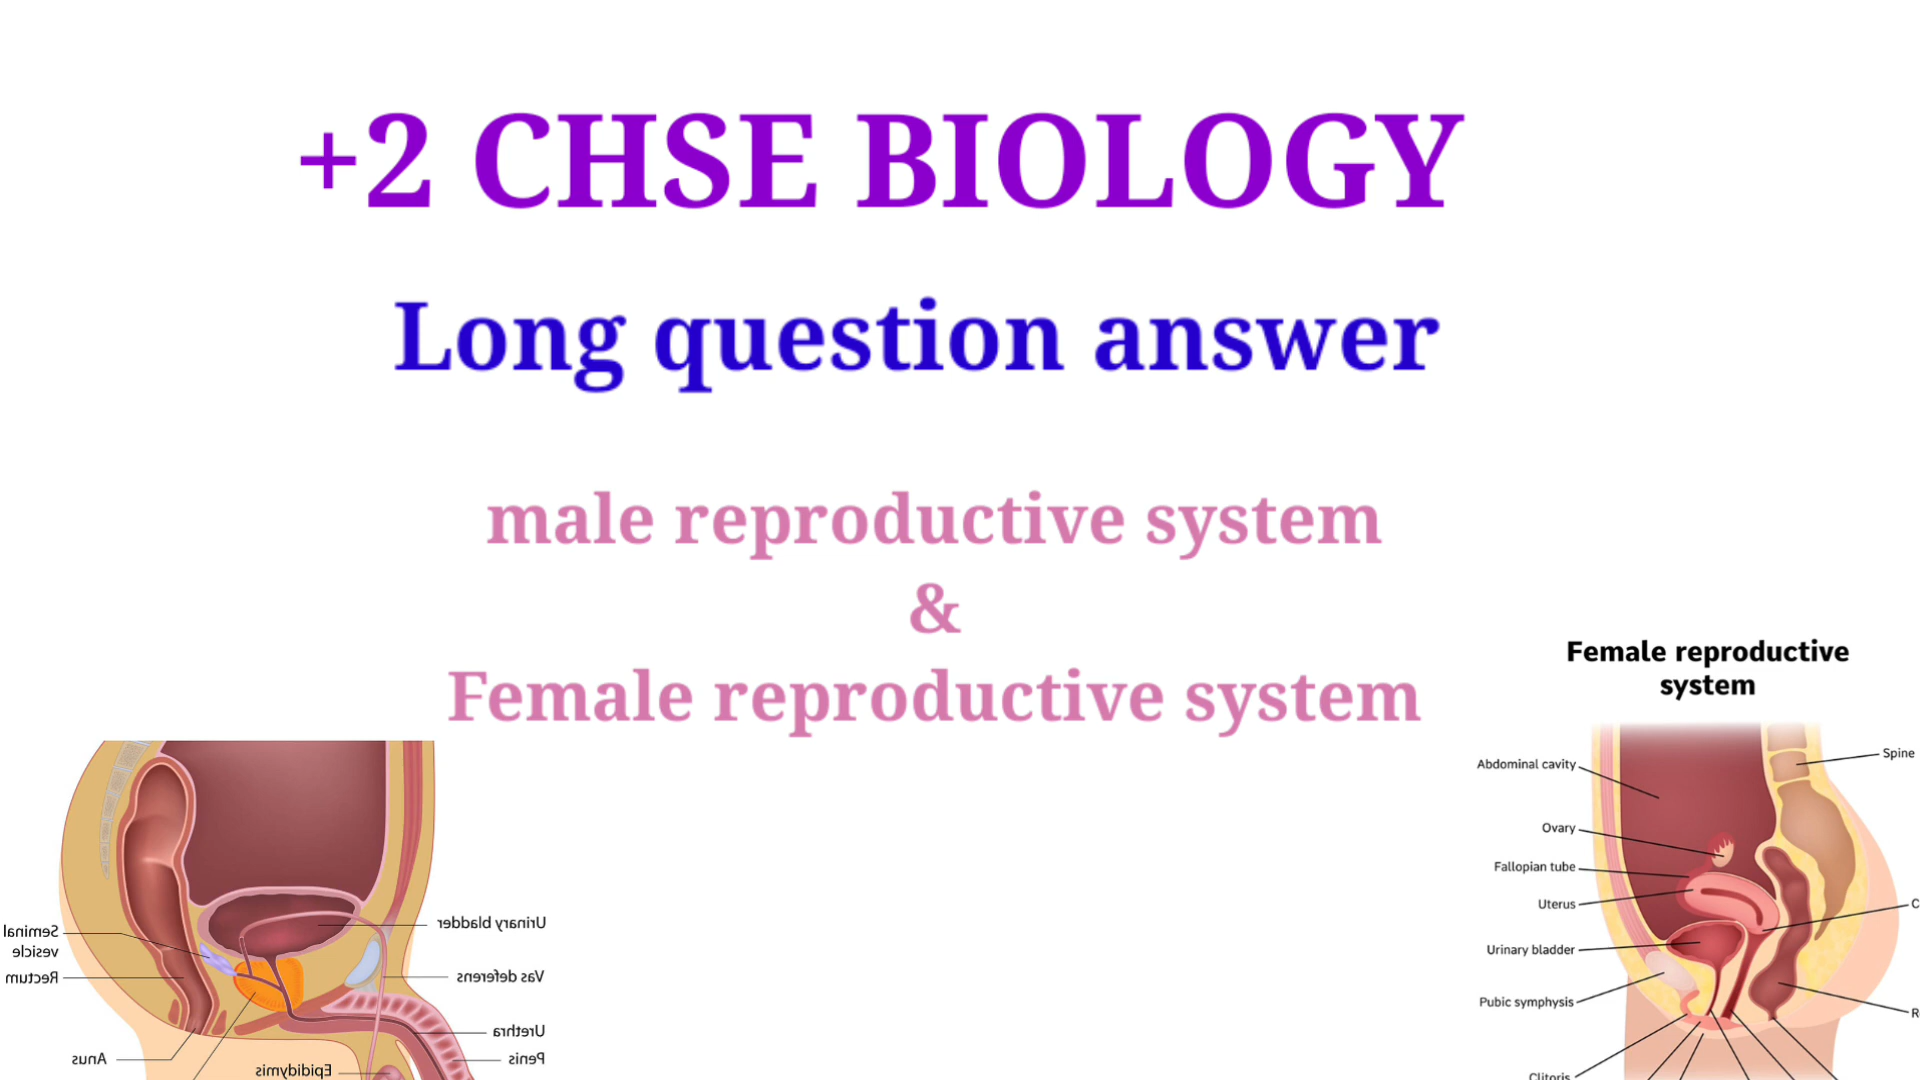 +2 CHSE BIOLOGY
Long question answer
male reproductive system
&
Female reproductive system
Seminal
vesicle
Rectum
Anus
Urinary bladder
Vas deferens
Urethra
Penis
Epididymis
Female reproductive
system
Abdominal cavity
Ovary
Fallopian tube
Uterus
Urinary bladder
Pubic symphysis
Clitoris
Spine
C
R